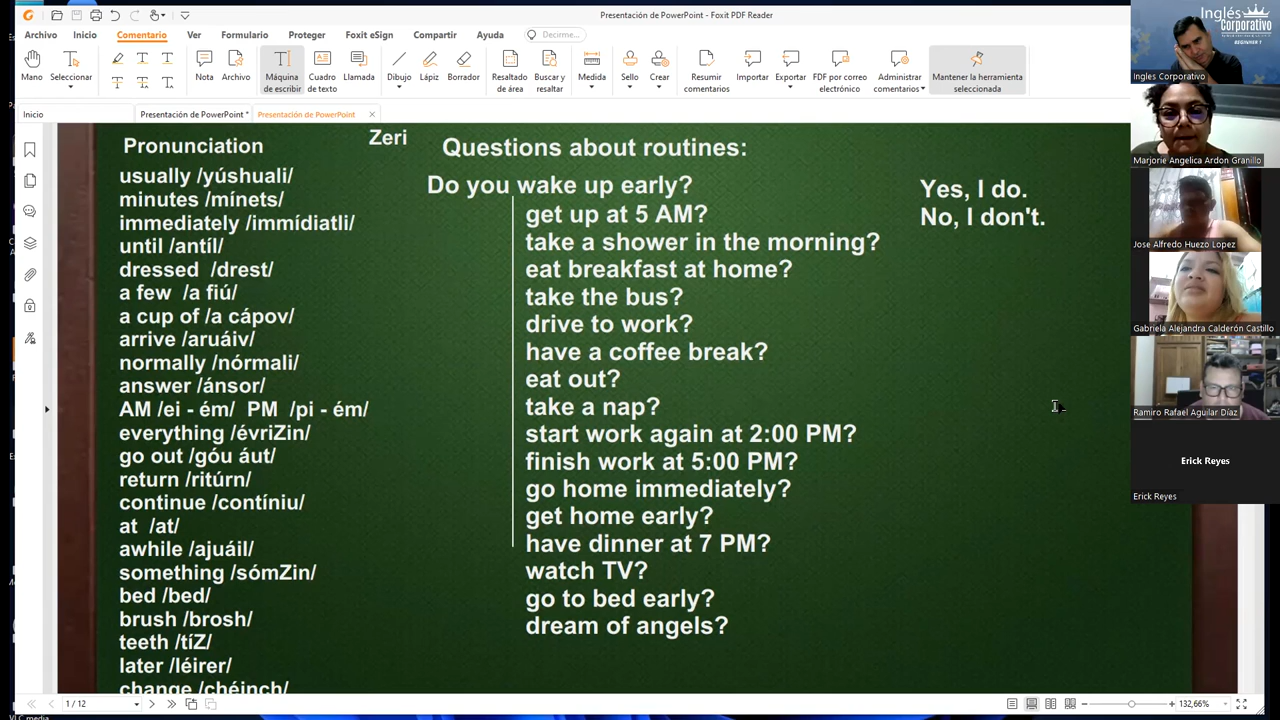 Presentación de PowerPoint - Foxit PDF Reader
Archivo Inicio Comentario Ver Formulario Proteger Foxit eSign Compartir Ayuda Decirme...
Mano
Seleccionar
Nota
Archivo
Máquina
de escribir
Cuadro
de texto
Llamada
Dibujo
Lápiz
Borrador
Resaltado
de área
Buscar y
resaltar
Medida
Sello
Crear
Resumir
comentarios
Importar
Exportar
PDF por correo
electrónico
Administrar
comentarios
Mantener la herramienta
seleccionada
Inicio
Presentación de PowerPoint *
Presentación de PowerPoint
Pronunciation
usually /yúshuali/
minutes /mínets/
immediately /immídiatli/
until /antíl/
dressed /drest/
a few /a fiú/
a cup of /a cápov/
arrive /aruáiv/
normally /nórmali/
answer /ánsor/
AM /ei - ém/ PM /pi - ém/
everything /évriZin/
go out /góu áut/
return /ritúrn/
continue /contíniu/
at /at/
awhile /ajuáil/
something /sómZin/
bed /bed/
brush /brosh/
teeth /tíZ/
later /léirer/
change /chéinch/
Zeri
Questions about routines:
Do you wake up early?
get up at 5 AM?
take a shower in the morning?
eat breakfast at home?
take the bus?
drive to work?
have a coffee break?
eat out?
take a nap?
start work again at 2:00 PM?
finish work at 5:00 PM?
go home immediately?
get home early?
have dinner at 7 PM?
watch TV?
go to bed early?
dream of angels?
Yes, I do.
No, I don't.
Inglés
Corporativo
BEGINNER 1
Ingles Corporativo
Marjorie Angelica Ardon Granillo
Jose Alfredo Huezo Lopez
Gabriela Alejandra Calderón Castillo
Ramiro Rafael Aguilar Díaz
Erick Reyes
Erick Reyes
1 / 12
132,66%
VLC media